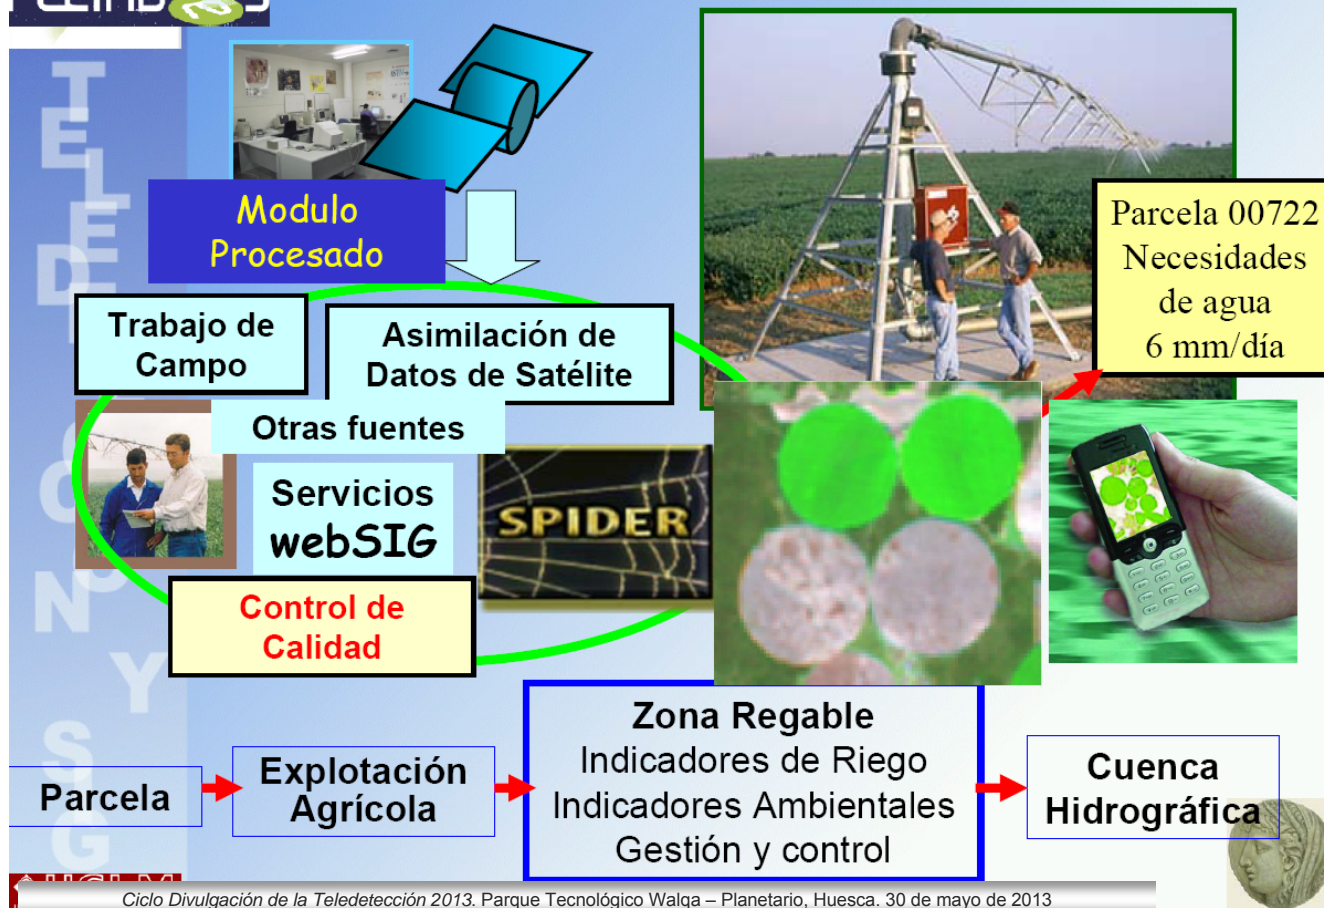 TELEDETECCIÓN Y SIG
Modulo
Procesado
Trabajo de
Campo
Asimilación de
Datos de Satélite
Otras fuentes
Servicios
webSIG
SPIDER
Control de
Calidad
Parcela 00722
Necesidades
de agua
6 mm/día
Parcela
Explotación
Agrícola
Zona Regable
Indicadores de Riego
Indicadores Ambientales
Gestión y control
Cuenca
Hidrográfica
Ciclo Divulgación de la Teledetección 2013. Parque Tecnológico Walqa – Planetario, Huesca. 30 de mayo de 2013